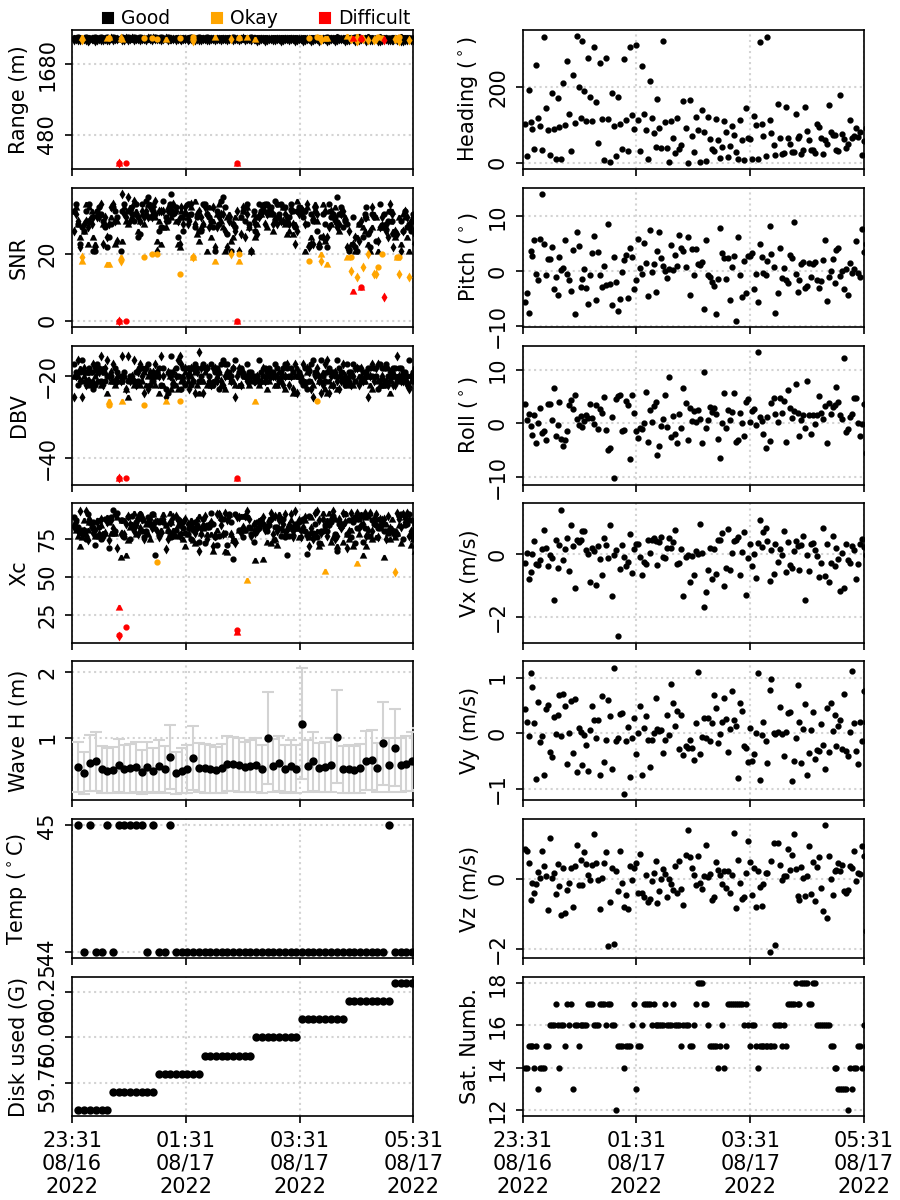 Good Okay Difficult
Range (m)
1680
480
Heading (°)
200
0
SNR
20
0
Pitch (°)
10
0
−10
DBV
−20
−40
Roll (°)
10
0
−10
Xc
75
50
25
Vx (m/s)
0
−2
Wave H (m)
2
1
Vy (m/s)
1
0
−1
Temp (°C)
45
44
Vz (m/s)
0
−2
Disk used (G)
60.25
60.00
59.75
Sat. Numb.
18
16
14
12
23:31 01:31 03:31 05:31
08/16 08/17 08/17 08/17
2022 2022 2022 2022
23:31 01:31 03:31 05:31
08/16 08/17 08/17 08/17
2022 2022 2022 2022